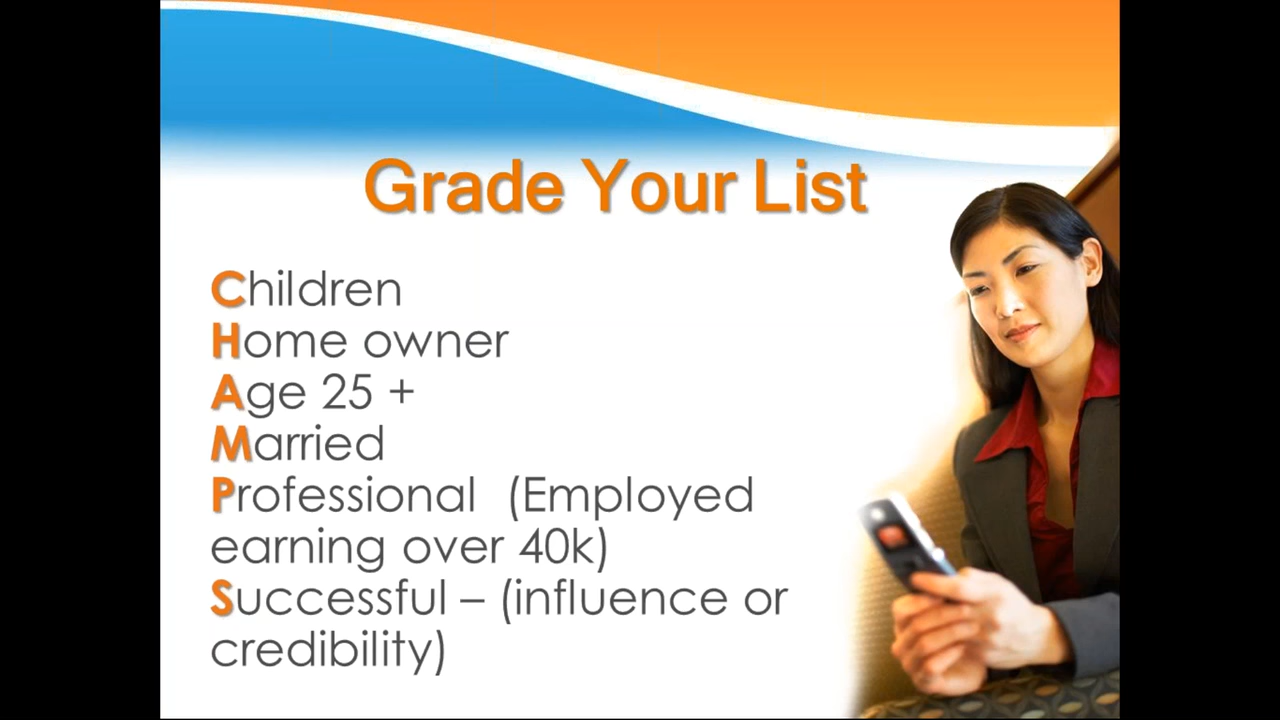 Grade Your List
Children
Home owner
Age 25 +
Married
Professional  (Employed
earning over 40k)
Successful – (influence or
credibility)